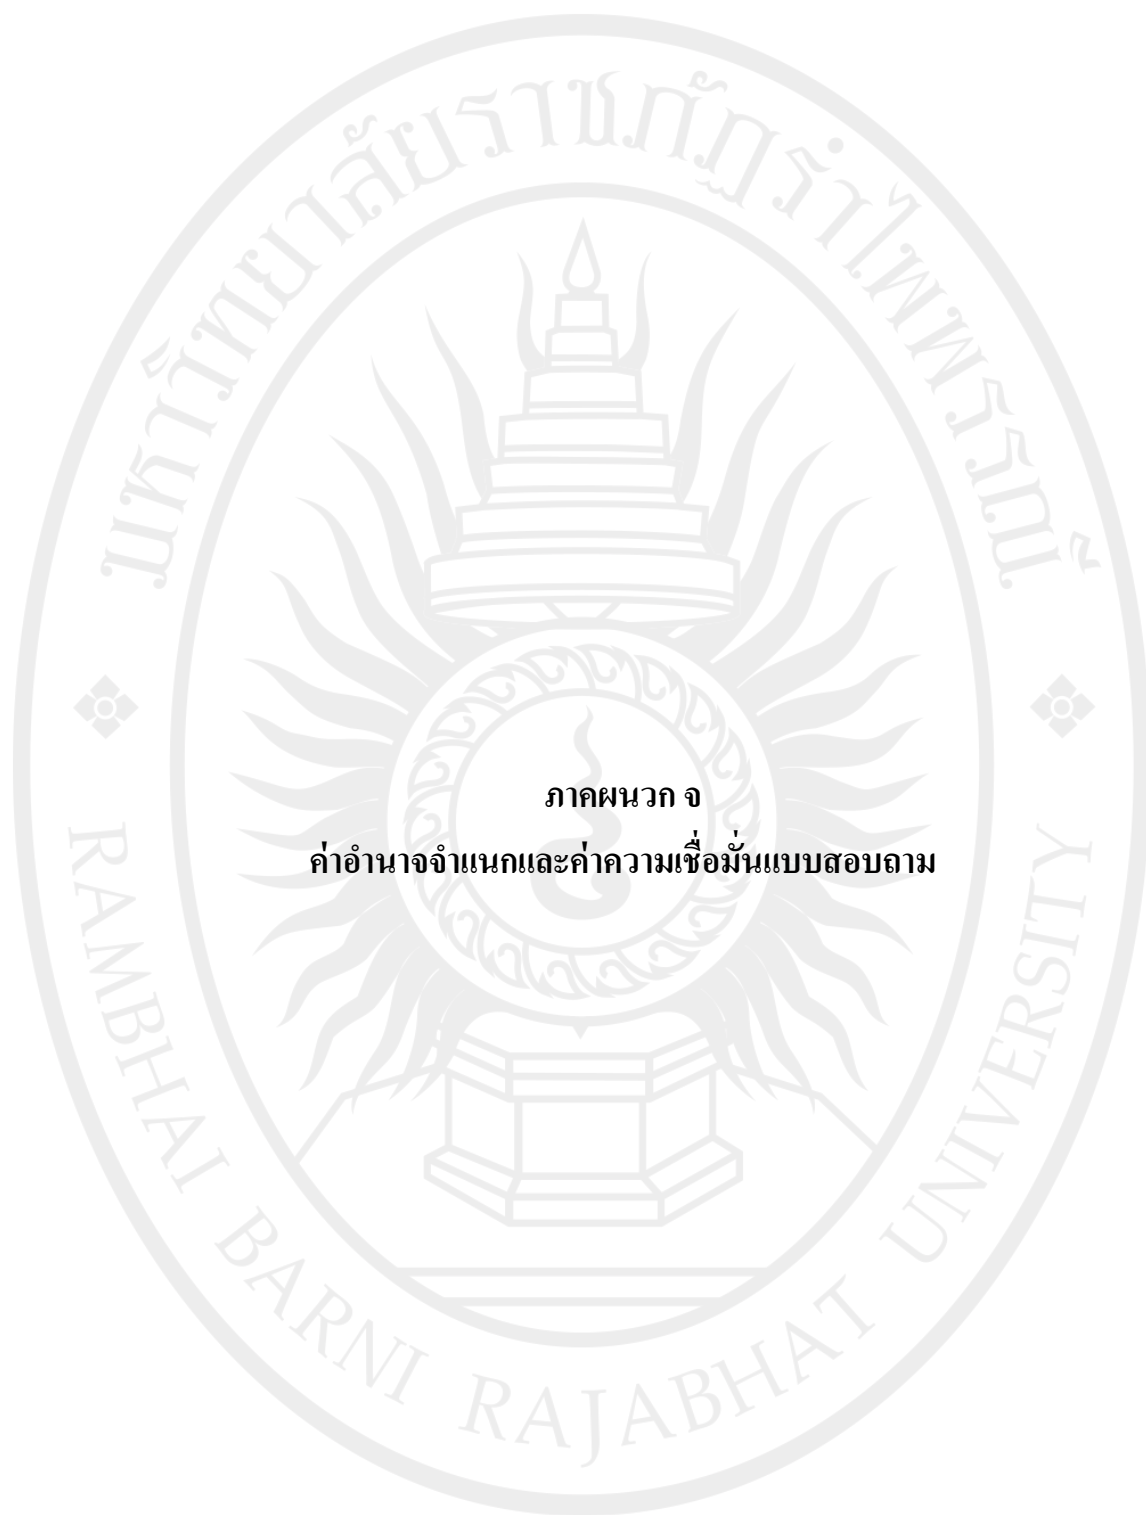 มหาวิทยาลัยราชภัฏรำไพพรรณี
ภาคผนวก จ
ค่าอำนาจจำแนกและค่าความเชื่อมั่นแบบสอบถาม
RAMBHAI BARNI RAJABHAT UNIVERSITY